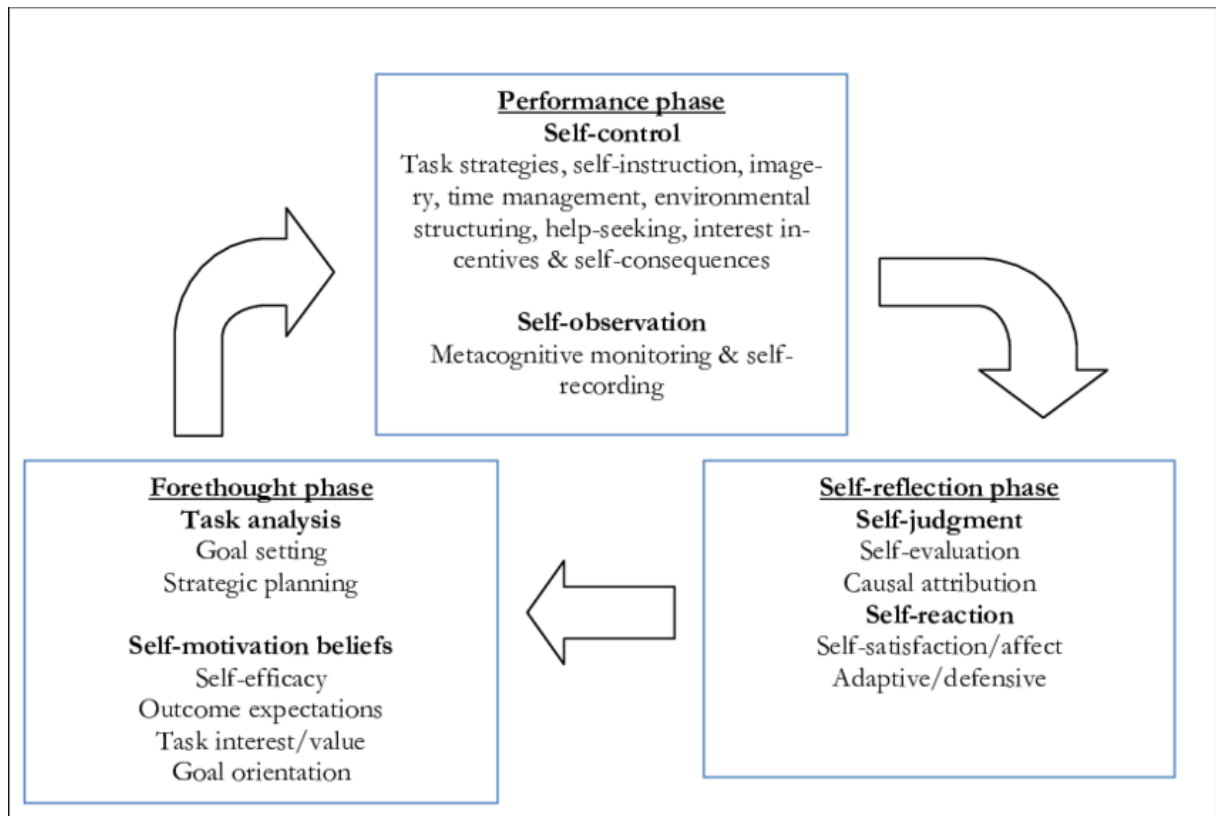 Performance phase
Self-control
Task strategies, self-instruction, image-
ry, time management, environmental
structuring, help-seeking, interest in-
centives & self-consequences
Self-observation
Metacognitive monitoring & self-
recording
Forethought phase
Task analysis
Goal setting
Strategic planning
Self-motivation beliefs
Self-efficacy
Outcome expectations
Task interest/value
Goal orientation
Self-reflection phase
Self-judgment
Self-evaluation
Causal attribution
Self-reaction
Self-satisfaction/affect
Adaptive/defensive